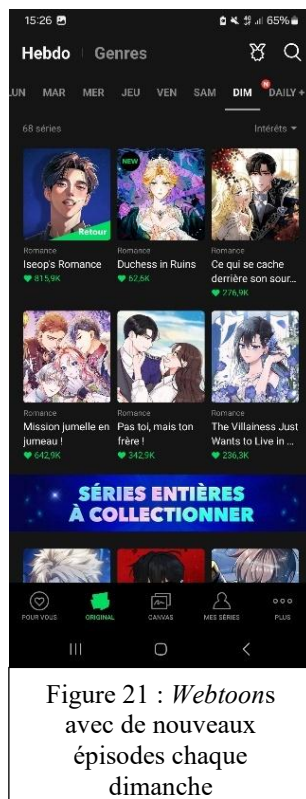 15:26 65%
Hebdo Genres
LUN MAR MER JEU VEN SAM DIM DAILY +
68 séries Intérêts
NEW
Retour
Romance Romance Romance
Iseop's Romance Duchess in Ruins Ce qui se cache
derrière son sour...
815,9K 62,6K 276,9K
Romance Romance Romance
Mission jumelle en Pas toi, mais ton The Villainess Just
jumeau ! frère ! Wants to Live in ...
642,9K 342,9K 236,3K
SÉRIES ENTIÈRES
À COLLECTIONNER
POUR VOUS ORIGINAL CANVAS MES SÉRIES PLUS
Figure 21 : Webtoons
avec de nouveaux
épisodes chaque
dimanche